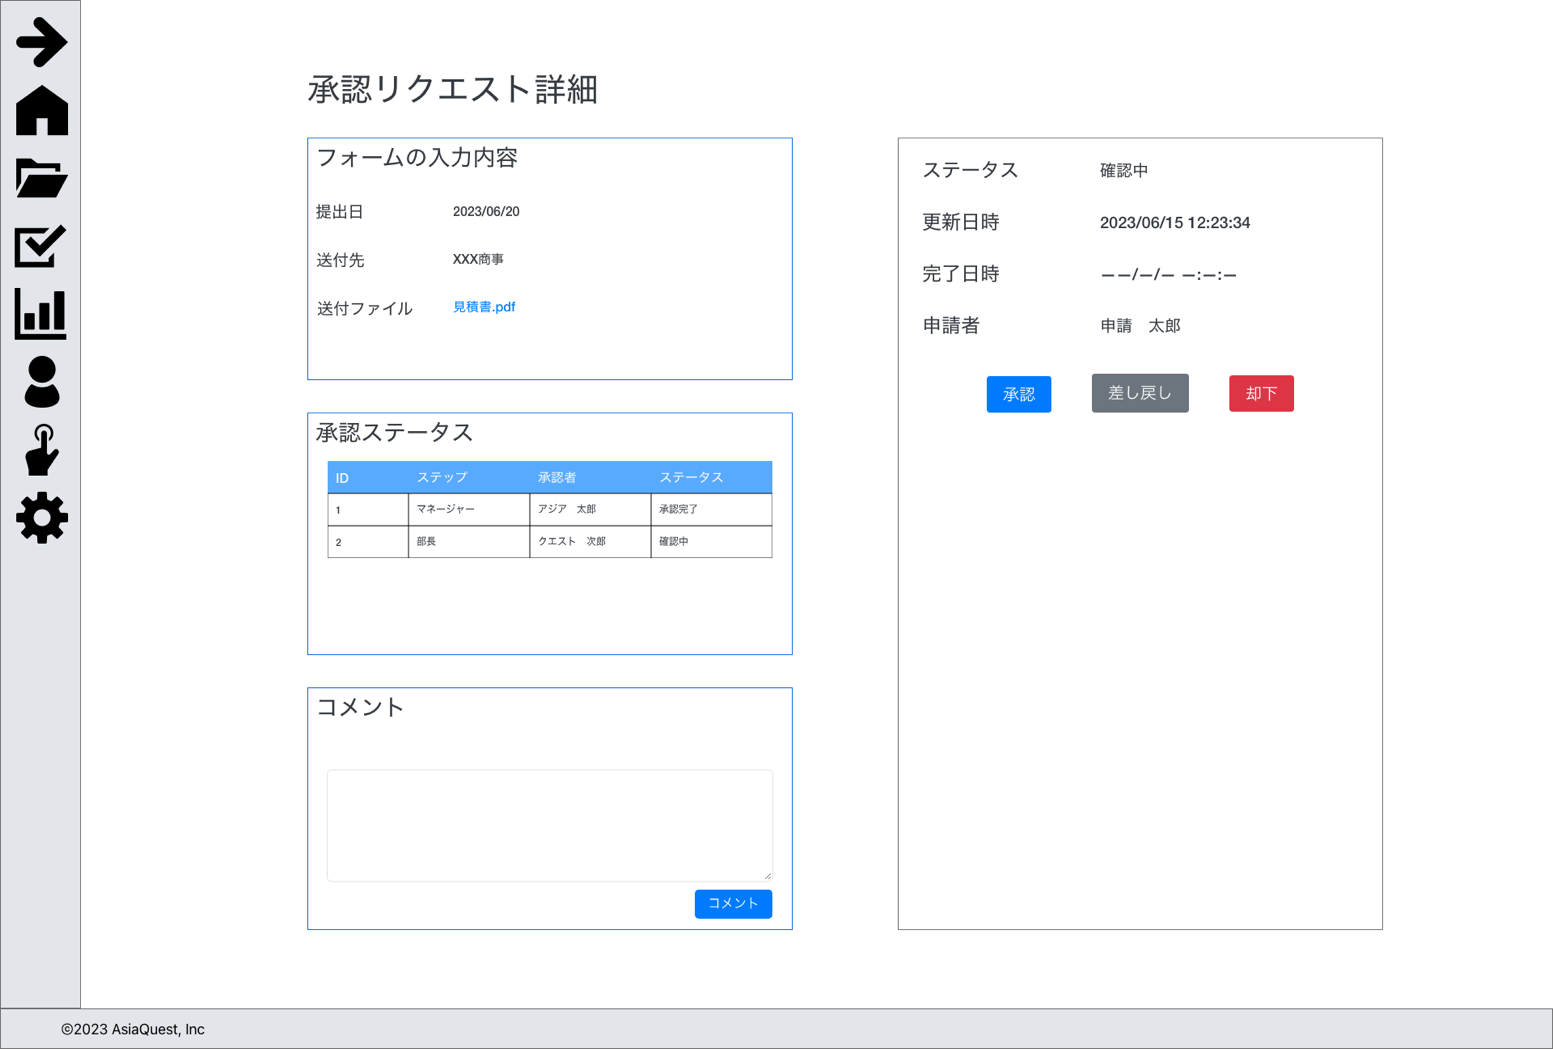 承認リクエスト詳細
フォームの入力内容
提出日 2023/06/20
送付先 XXX商事
送付ファイル 見積書.pdf
承認ステータス
ID ステップ 承認者 ステータス
1 マネージャー アジア　太郎 承認完了
2 部長 クエスト　次郎 確認中
コメント
コメント
ステータス 確認中
更新日時 2023/06/15 12:23:34
完了日時 −−/−/− −:−:−
申請者 申請　太郎
承認 差し戻し 却下
©2023 AsiaQuest, Inc